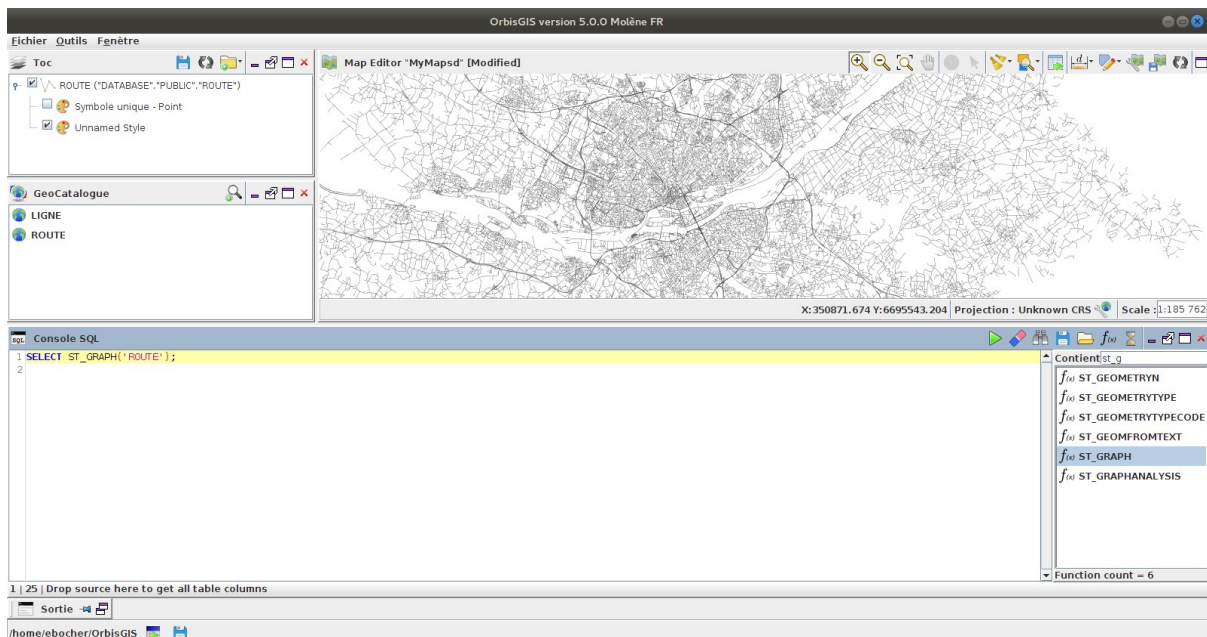 OrbisGIS version 5.0.0 Molène FR
Fichier Outils Fenêtre
Toc
ROUTE ("DATABASE"."PUBLIC"."ROUTE")
Symbole unique - Point
Unnamed Style
Map Editor "MyMapsd" [Modified]
GeoCatalogue
LIGNE
ROUTE
X:350871.674 Y:6695543.204 Projection : Unknown CRS Scale : 1:185 762
Console SQL
1 SELECT ST_GRAPH('ROUTE');
2
Contient st_g
f(x) ST_GEOMETRYN
f(x) ST_GEOMETRYTYPE
f(x) ST_GEOMETRYTYPECODE
f(x) ST_GEOMFROMTEXT
f(x) ST_GRAPH
f(x) ST_GRAPHANALYSIS
Function count = 6
1 | 25 | Drop source here to get all table columns
Sortie
/home/ebocher/OrbisGIS